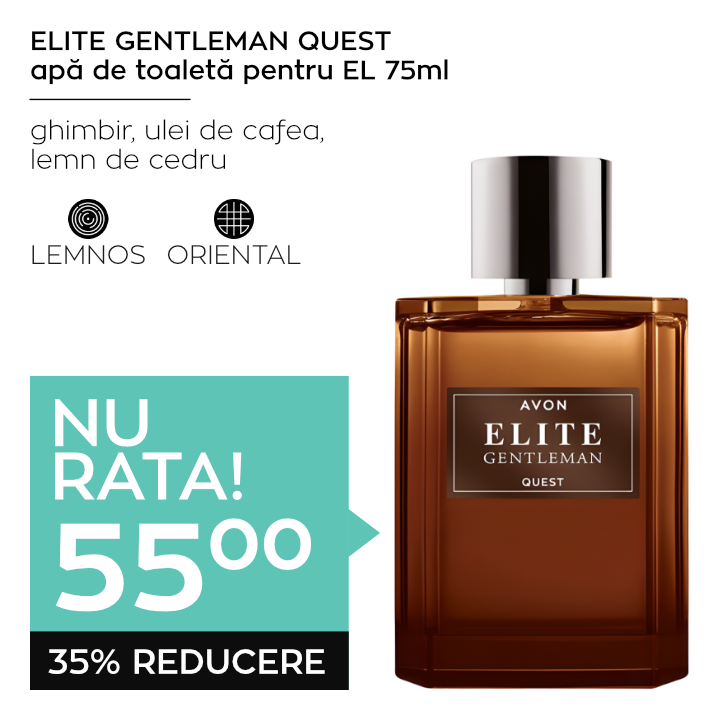 ELITE GENTLEMAN QUEST
apă de toaletă pentru EL 75ml
ghimbir, ulei de cafea,
lemn de cedru
LEMNOS ORIENTAL
AVON
ELITE
GENTLEMAN
QUEST
NU
RATA!
55⁰⁰
35% REDUCERE